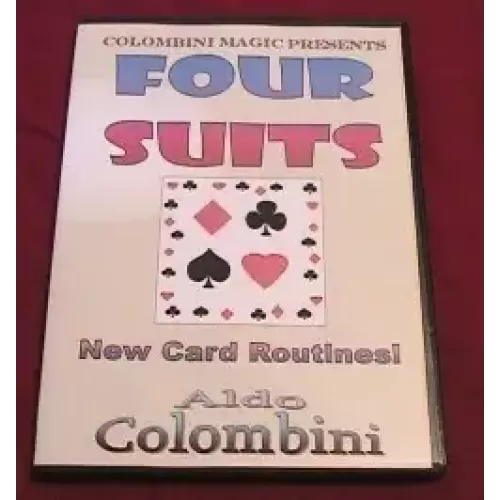 COLOMBINI MAGIC PRESENTS
FOUR
SUITS
New Card Routines!
Aldo
Colombini